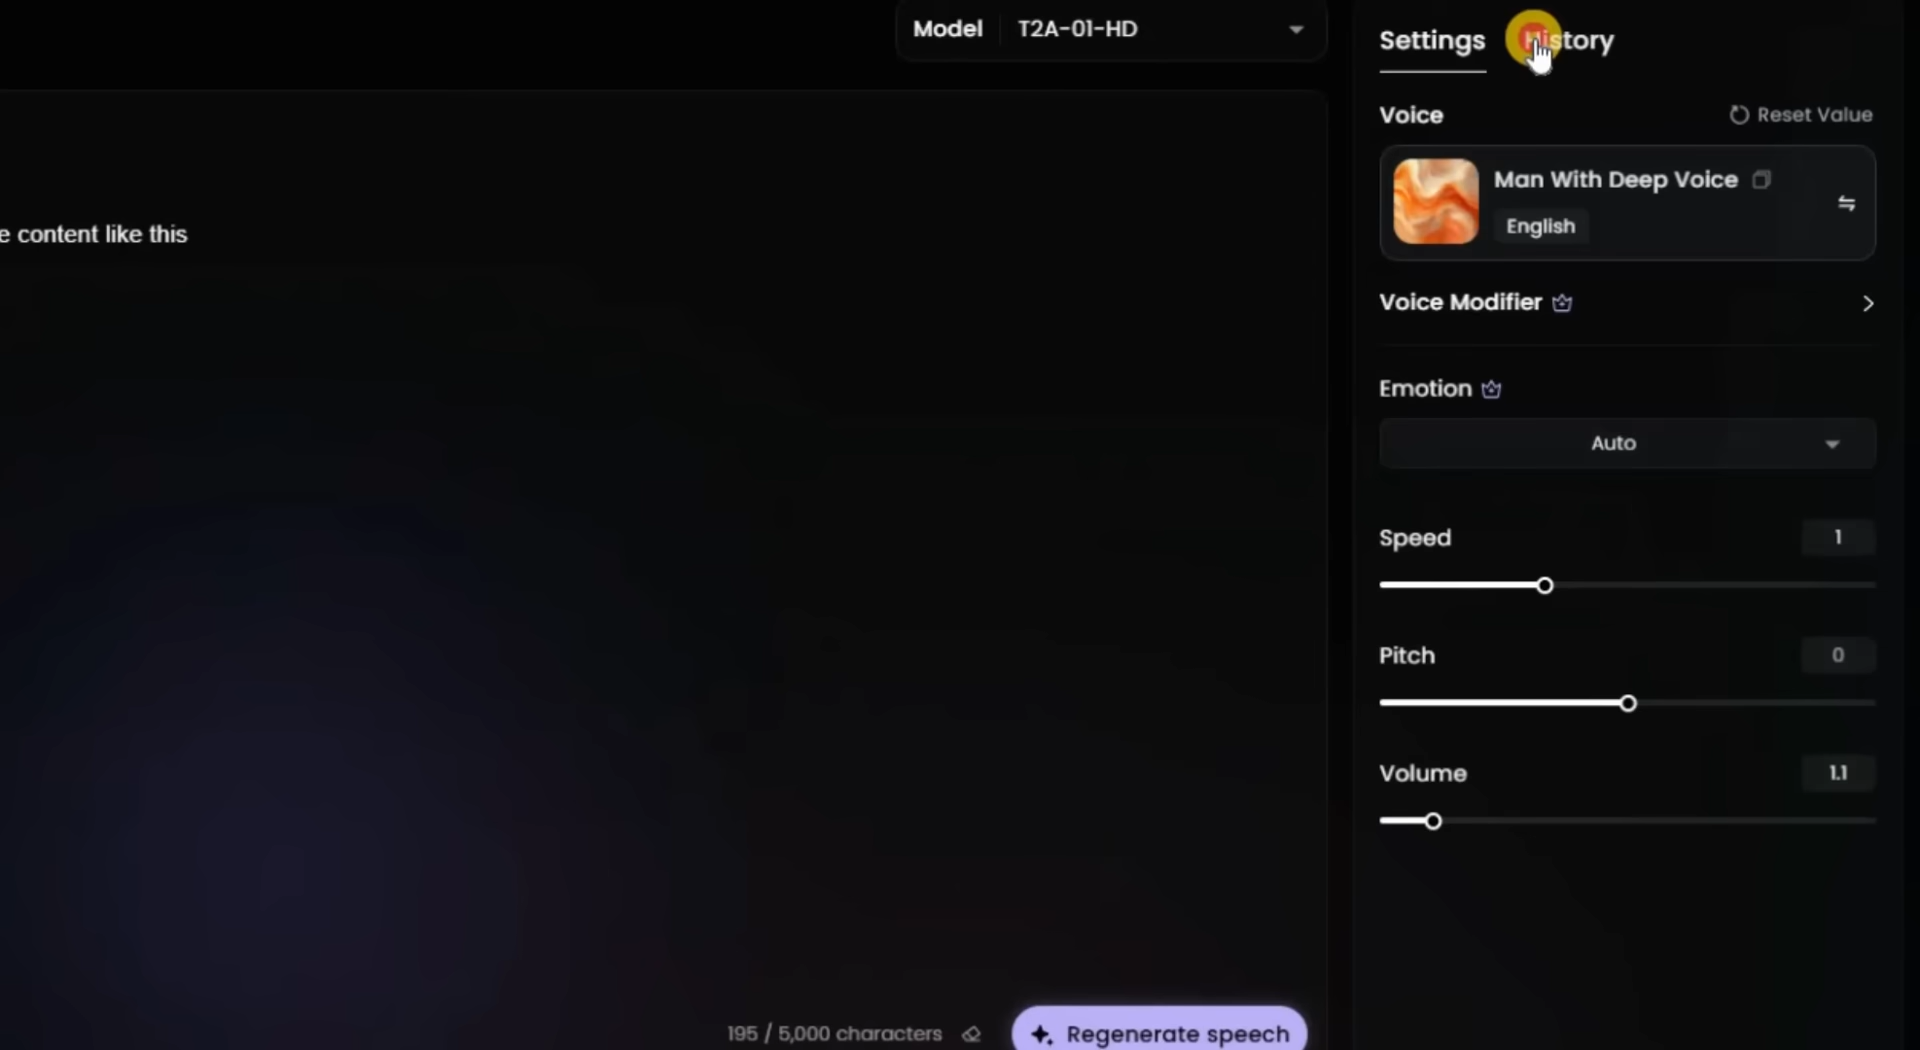 Model T2A-01-HD
Settings History
Voice Reset Value
Man With Deep Voice
English
e content like this
Voice Modifier
Emotion
Auto
Speed 1
Pitch 0
Volume 1.1
195 / 5,000 characters Regenerate speech